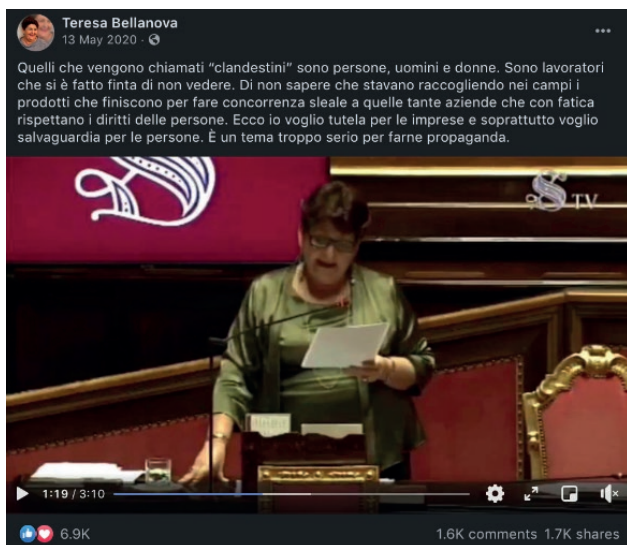 Teresa Bellanova
13 May 2020 ·
Quelli che vengono chiamati “clandestini” sono persone, uomini e donne. Sono lavoratori
che si è fatto finta di non vedere. Di non sapere che stavano raccogliendo nei campi i
prodotti che finiscono per fare concorrenza sleale a quelle tante aziende che con fatica
rispettano i diritti delle persone. Ecco io voglio tutela per le imprese e soprattutto voglio
salvaguardia per le persone. È un tema troppo serio per farne propaganda.
S TV
1:19 / 3:10
6.9K
1.6K comments 1.7K shares